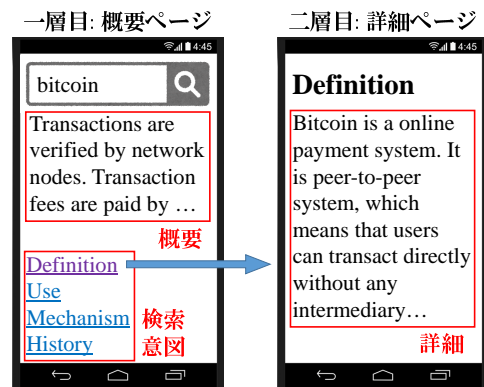 一層目: 概要ページ
4:45
bitcoin
Transactions are
verified by network
nodes. Transaction
fees are paid by …
概要
Definition
Use
Mechanism
History
検索
意図
二層目: 詳細ページ
4:45
Definition
Bitcoin is a online
payment system. It
is peer-to-peer
system, which
means that users
can transact directly
without any
intermediary…
詳細